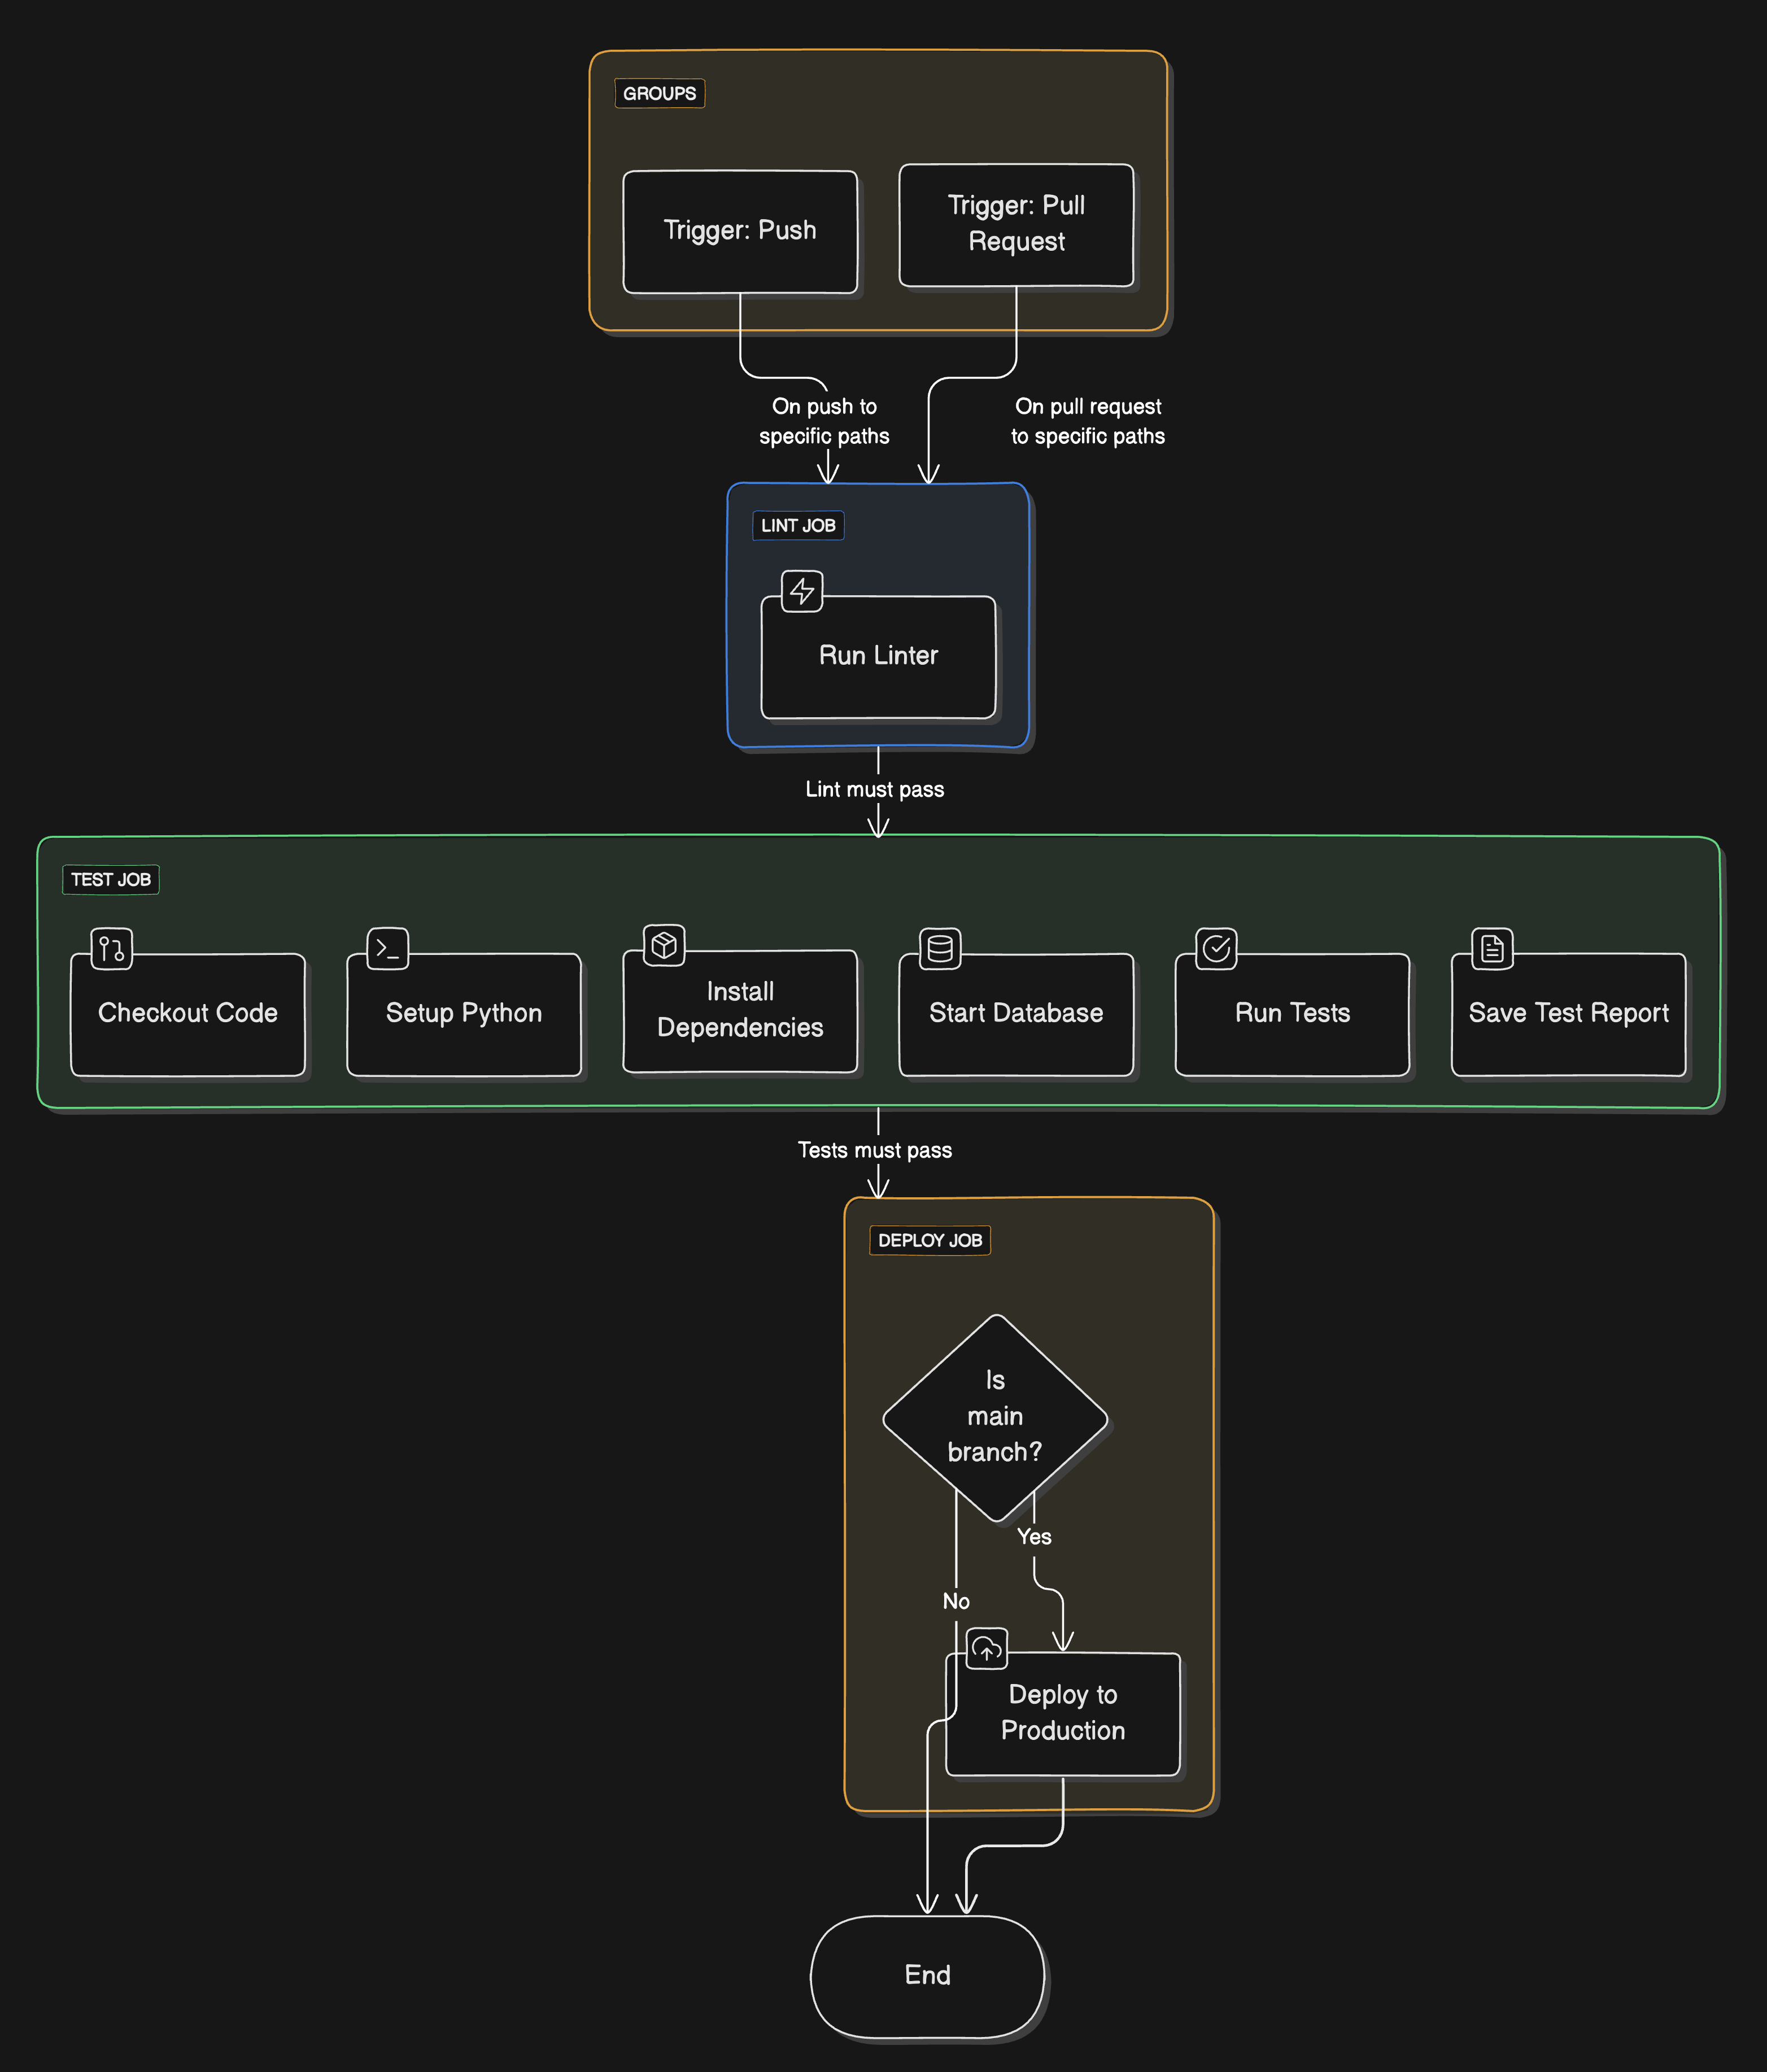 GROUPS
Trigger: Push
Trigger: Pull
Request
On push to
specific paths
On pull request
to specific paths
LINT JOB
Run Linter
Lint must pass
TEST JOB
Checkout Code
Setup Python
Install
Dependencies
Start Database
Run Tests
Save Test Report
Tests must pass
DEPLOY JOB
Is
main
branch?
Yes
No
Deploy to
Production
End